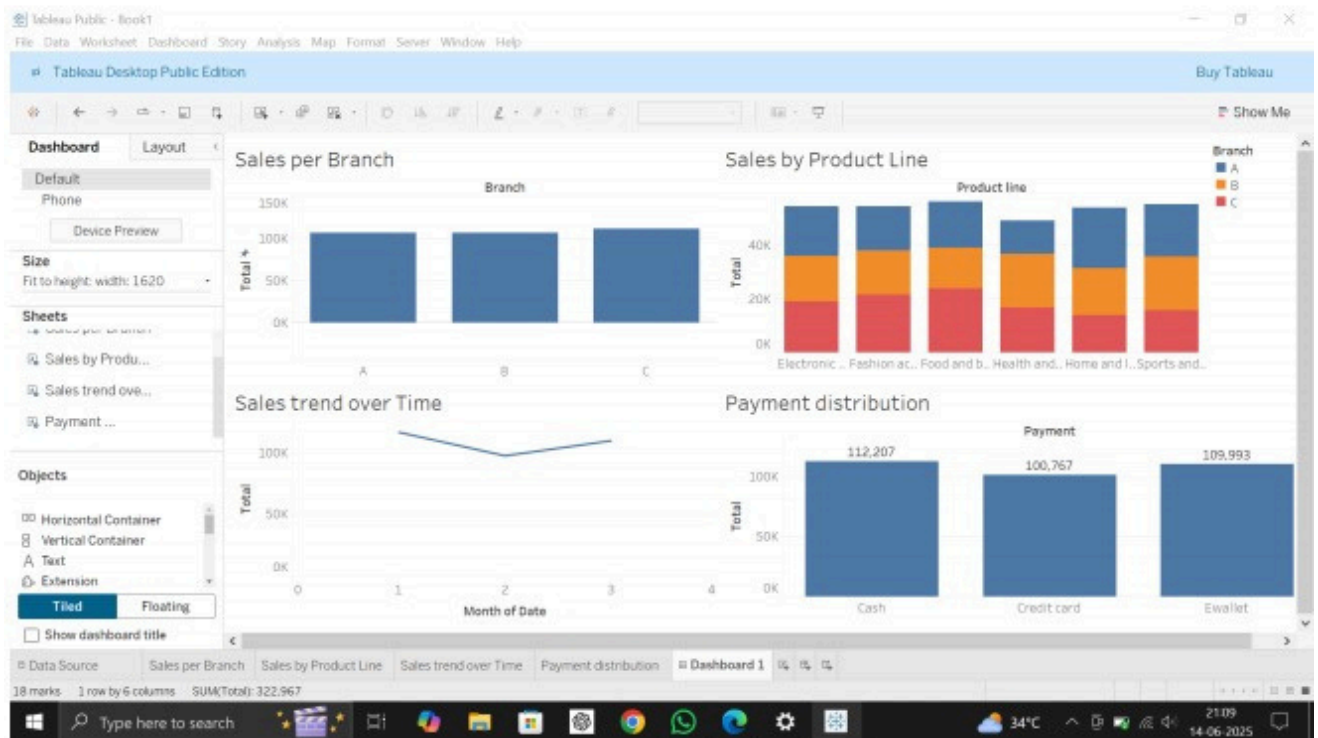 Tableau Public - Book1
File Data Worksheet Dashboard Story Analysis Map Format Server Window Help
Tableau Desktop Public Edition
Buy Tableau
Show Me
Dashboard
Layout
Default
Phone
Device Preview
Size
Fit to height: width: 1620
Sheets
Sales per Branch
Sales by Produ...
Sales trend ove...
Payment ...
Objects
Horizontal Container
Vertical Container
Text
Extension
Tiled
Floating
Show dashboard title
Sales per Branch
Branch
150K
100K
50K
0K
Total
A
B
C
Sales by Product Line
Product line
40K
20K
0K
Total
Electronic ..
Fashion ac..
Food and b..
Health and..
Home and l..
Sports and..
Branch
A
B
C
Sales trend over Time
100K
50K
0K
Total
0
1
2
3
4
Month of Date
Payment distribution
Payment
112,207
100,767
109,993
100K
50K
0K
Total
Cash
Credit card
Ewallet
Data Source
Sales per Branch
Sales by Product Line
Sales trend over Time
Payment distribution
Dashboard 1
18 marks 1 row by 6 columns SUM(Total): 322,967
Type here to search
34°C
21:09
14-06-2025